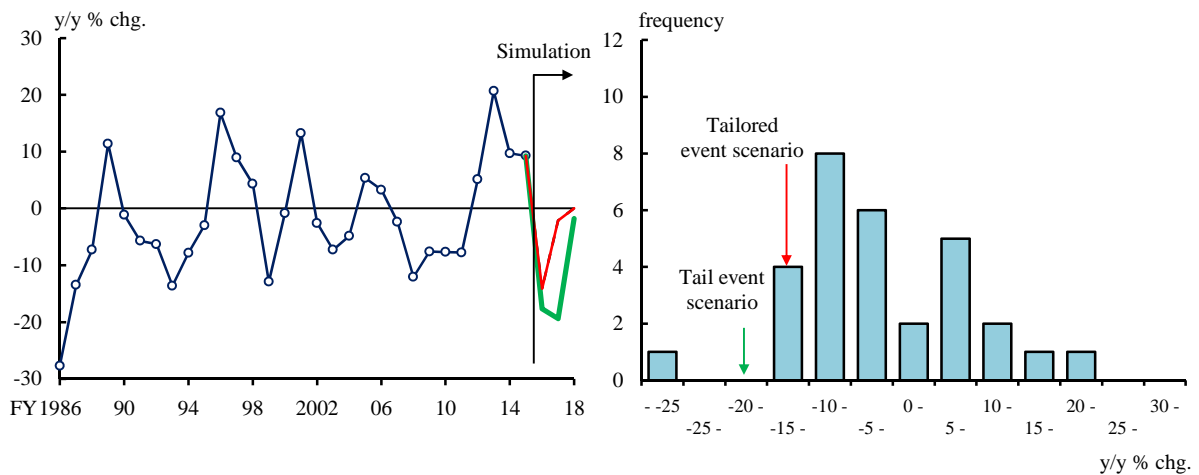 y/y % chg.
30
20
10
0
-10
-20
-30
Simulation
FY 1986 90 94 98 2002 06 10 14 18
frequency
12
10
8
6
4
2
0
Tailored
event scenario
Tail event
scenario
- -25 -20 - -10 - 0 - 10 - 20 - 30 -
-25 - -15 - -5 - 5 - 15 - 25 -
y/y % chg.